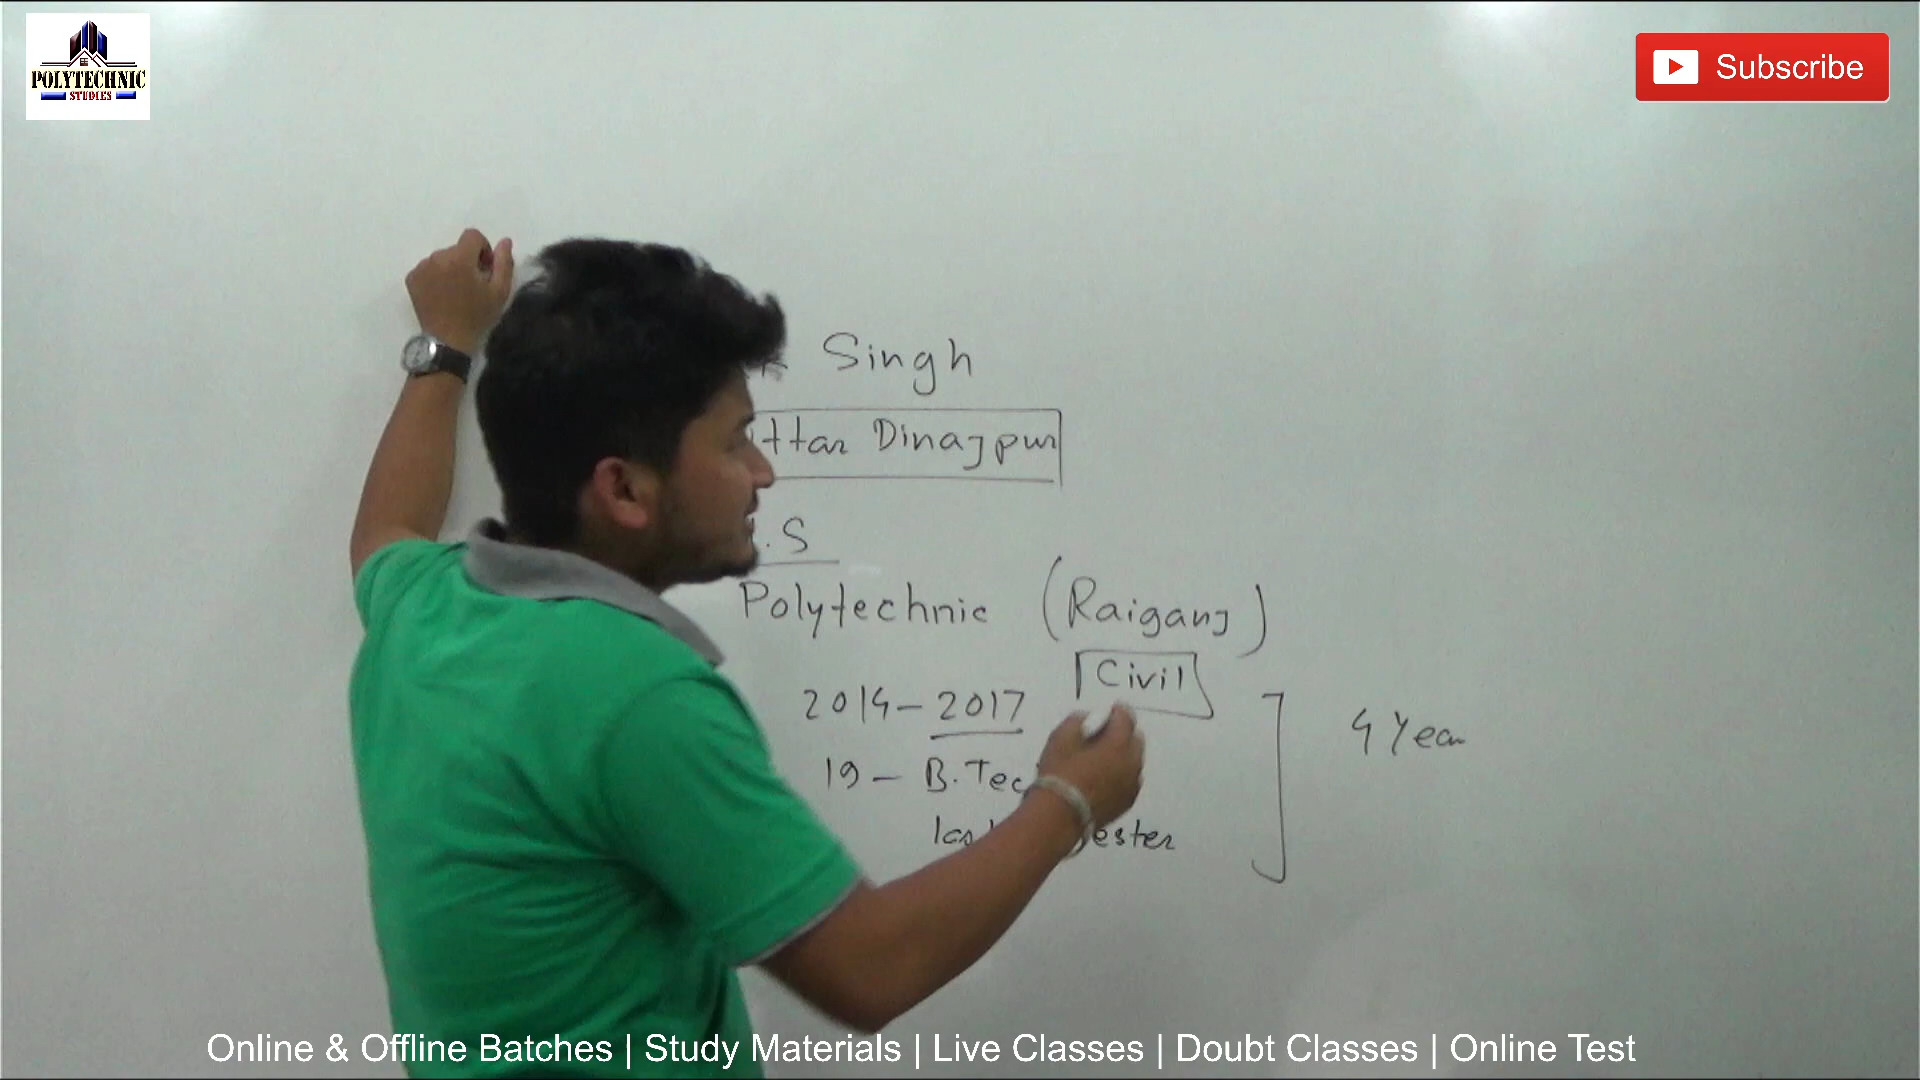 POLYTECHNIC
STUDIES
Subscribe
Singh
ttar Dinajpur
.S
Polytechnic (Raiganj)
Civil
2014-2017
4 Year
19- B.Tec
ester
Online & Offline Batches | Study Materials | Live Classes | Doubt Classes | Online Test